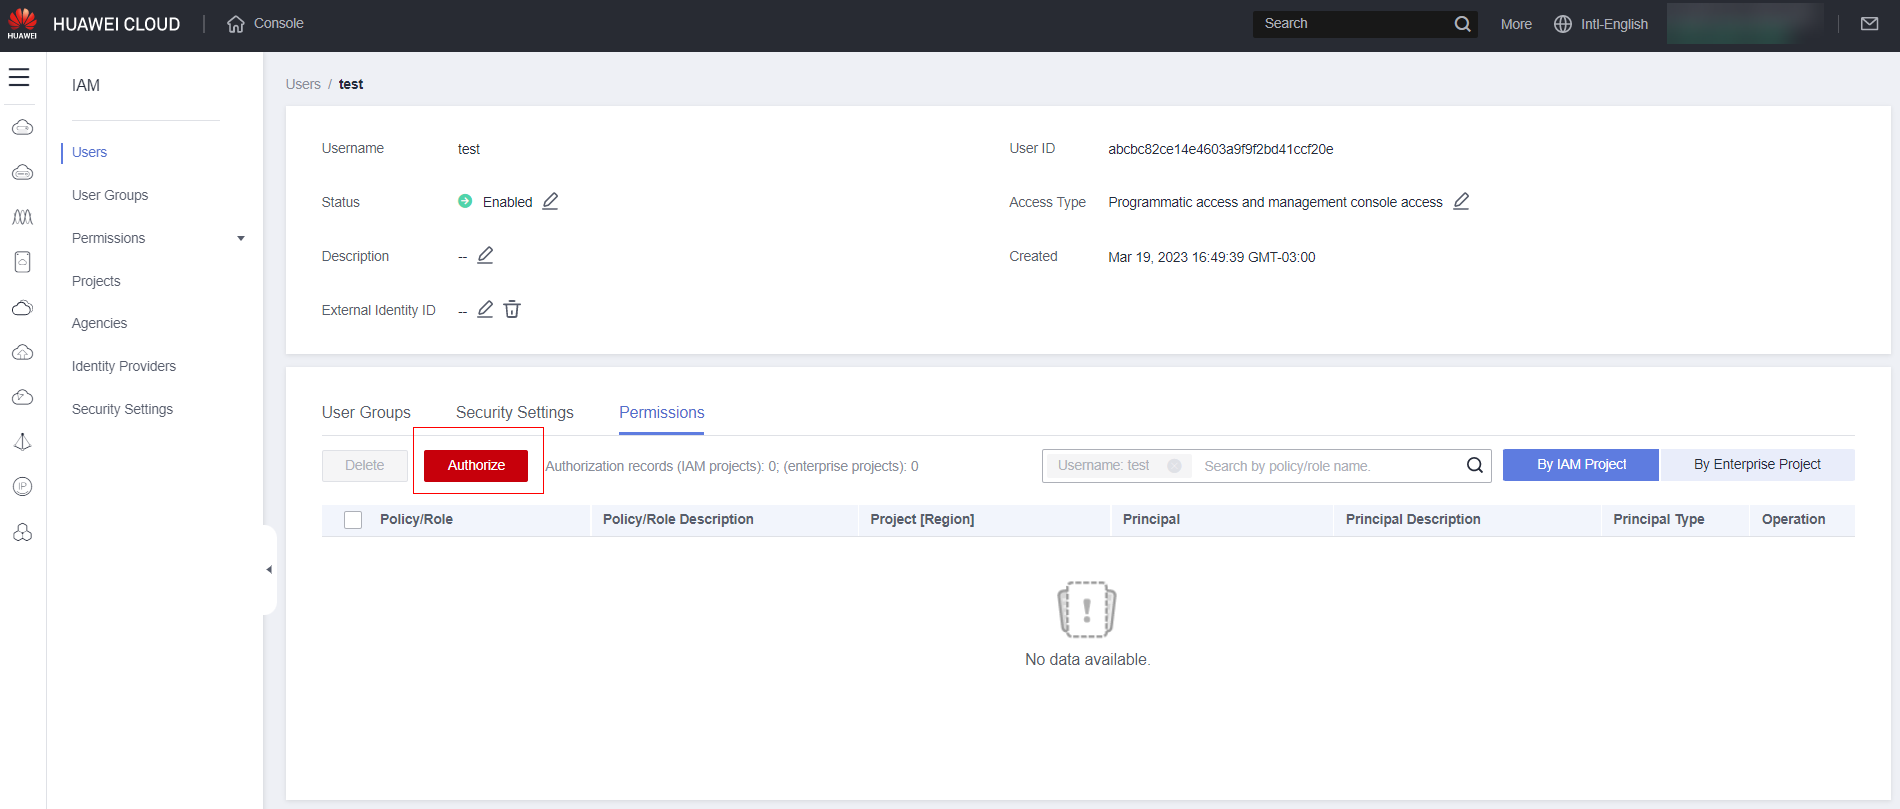 HUAWEI
HUAWEI CLOUD
Console
Search
More
Intl-English
IAM
Users
User Groups
Permissions
Projects
Agencies
Identity Providers
Security Settings
Users / test
Username test
User ID abcbc82ce14e4603a9f9f2bd41ccf20e
Status Enabled
Access Type Programmatic access and management console access
Description --
Created Mar 19, 2023 16:49:39 GMT-03:00
External Identity ID --
User Groups Security Settings Permissions
Delete Authorize Authorization records (IAM projects): 0; (enterprise projects): 0
Username: test Search by policy/role name.
By IAM Project By Enterprise Project
Policy/Role Policy/Role Description Project [Region] Principal Principal Description Principal Type Operation
No data available.
IP